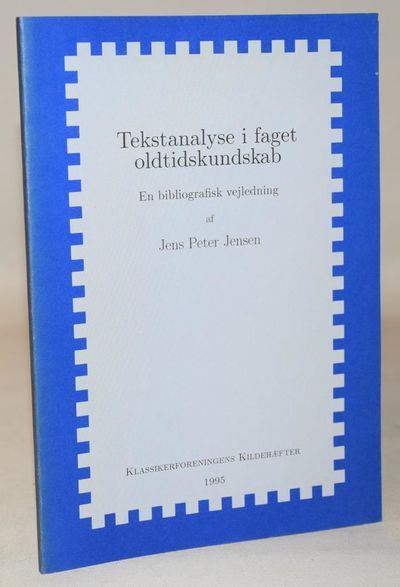 Tekstanalyse i faget
oldtidskundskab
En bibliografisk vejledning
af
Jens Peter Jensen
Klassikerforeningens Kildehæfter
1995